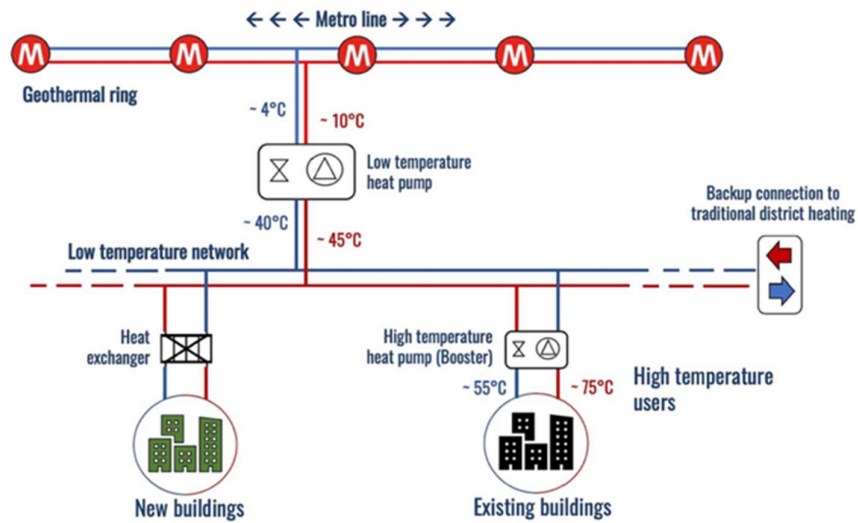 ← ← ← Metro line → → →
M M M M M
Geothermal ring
~ 4°C
~ 10°C
Low temperature
heat pump
~ 40°C
~ 45°C
Backup connection to
traditional district heating
Low temperature network
Heat
exchanger
High temperature
heat pump (Booster)
~ 55°C
~ 75°C
High temperature
users
New buildings
Existing buildings